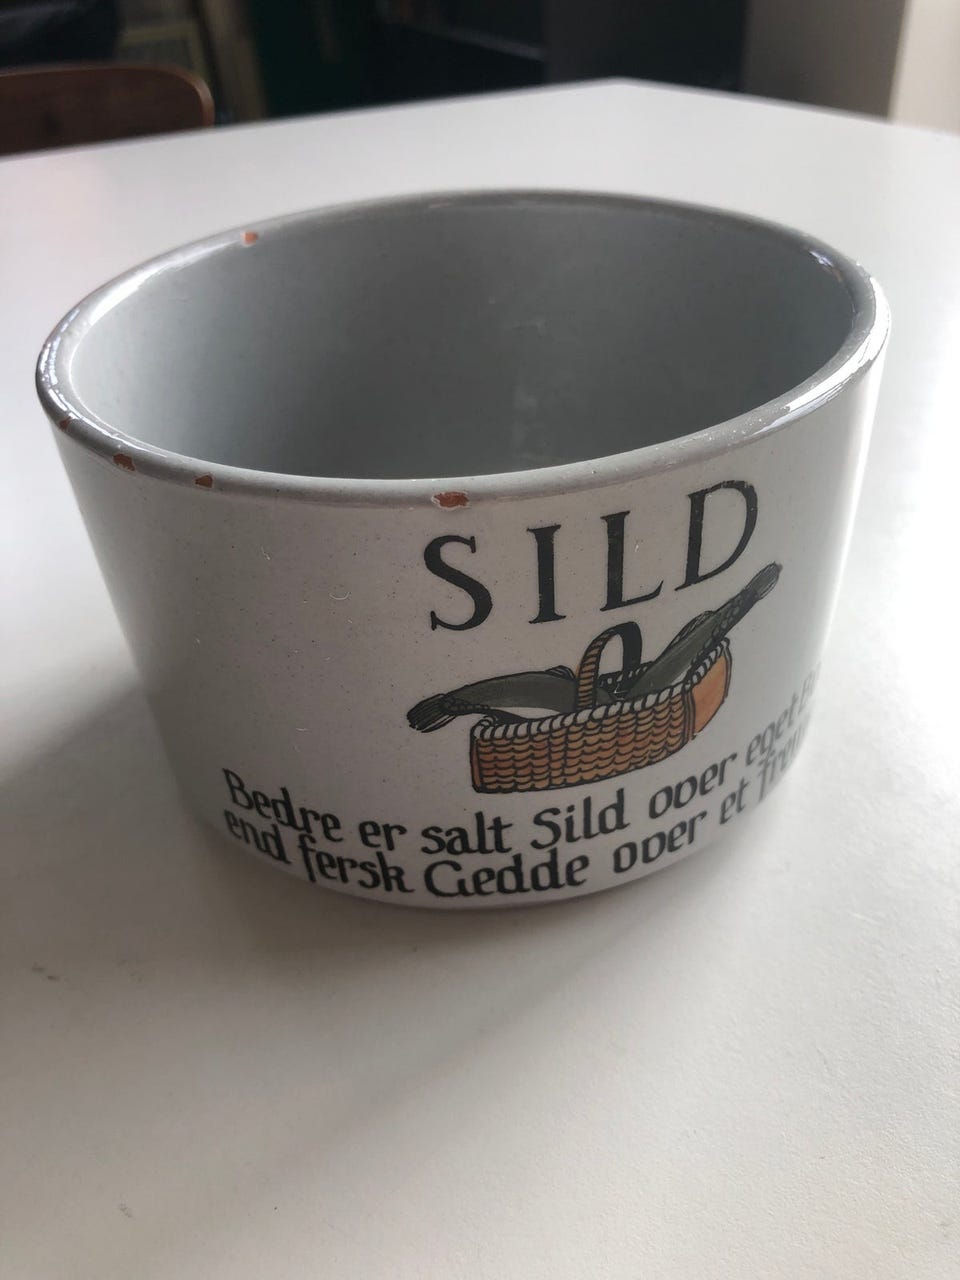 SILD
Bedre er salt Sild over eget
end fersk Gedde over et